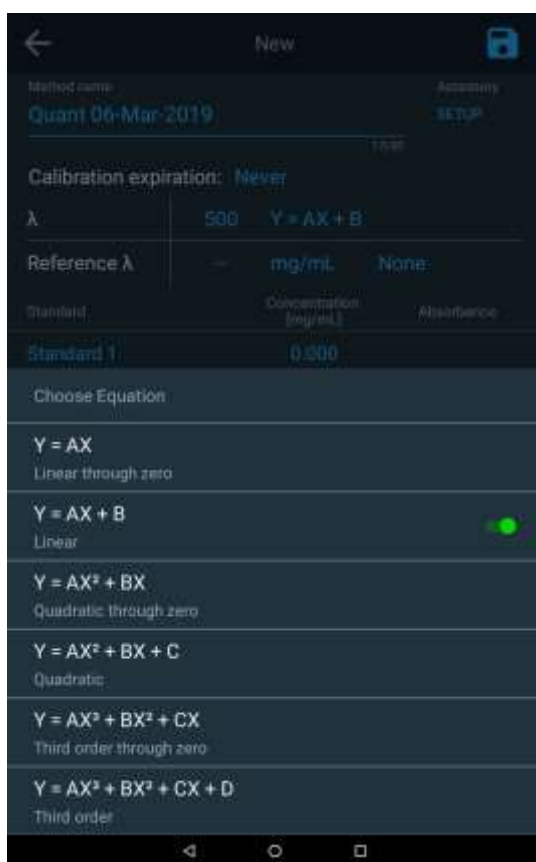 New
Method name
Accessory
Quant 06-Mar-2019
SETUP
Calibration expiration: Never
λ 500 Y = AX + B
Reference λ -- mg/mL None
Standard Concentration [mg/mL] Absorbance
Standard 1 0.000
Choose Equation
Y = AX
Linear through zero
Y = AX + B
Linear
Y = AX² + BX
Quadratic through zero
Y = AX² + BX + C
Quadratic
Y = AX³ + BX² + CX
Third order through zero
Y = AX³ + BX² + CX + D
Third order